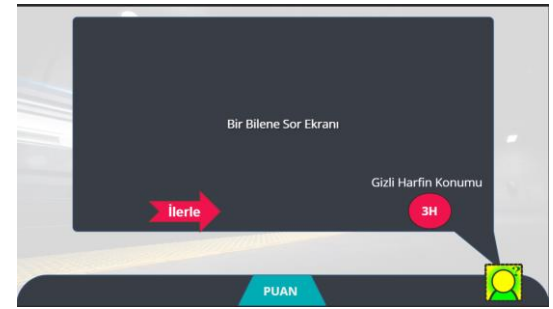 Bir Bilene Sor Ekranı
Gizli Harfin Konumu
İlerle
3H
PUAN